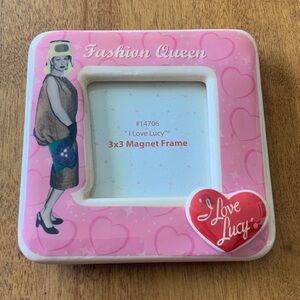 Fashion Queen
#14706
"I Love Lucy"®
3x3 Magnet Frame
I Love
Lucy